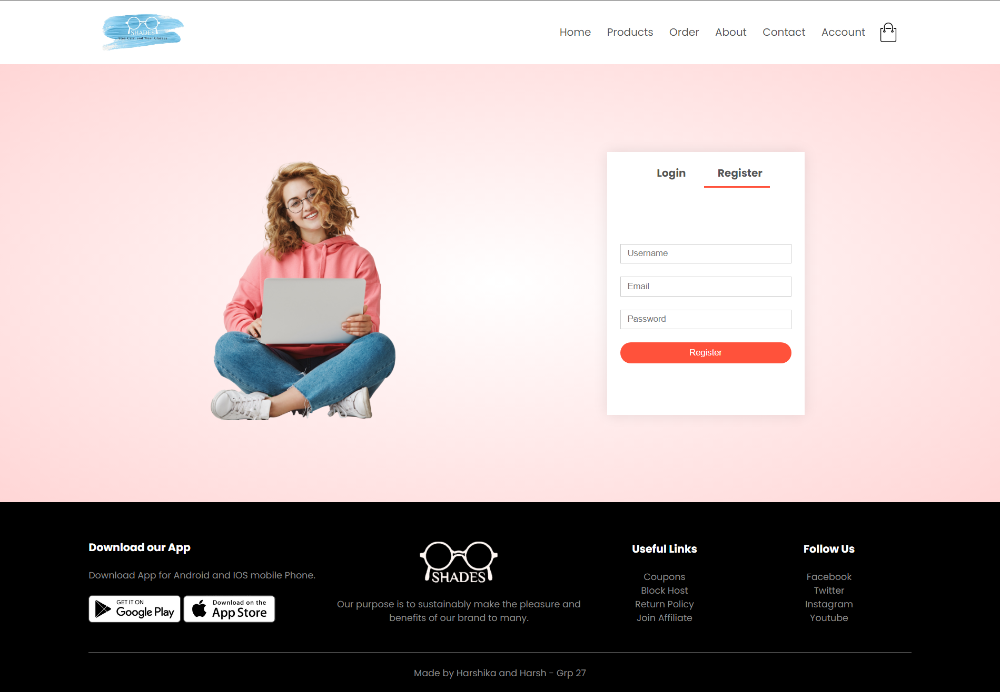 SHADES
Stay Calm and Wear Glasses
Home Products Order About Contact Account
Login Register
Username
Email
Password
Register
Download our App
Download App for Android and IOS mobile Phone.
GET IT ON
Google Play
Download on the
App Store
SHADES
Our purpose is to sustainably make the pleasure and
benefits of our brand to many.
Useful Links
Coupons
Block Host
Return Policy
Join Affiliate
Follow Us
Facebook
Twitter
Instagram
Youtube
Made by Harshika and Harsh - Grp 27